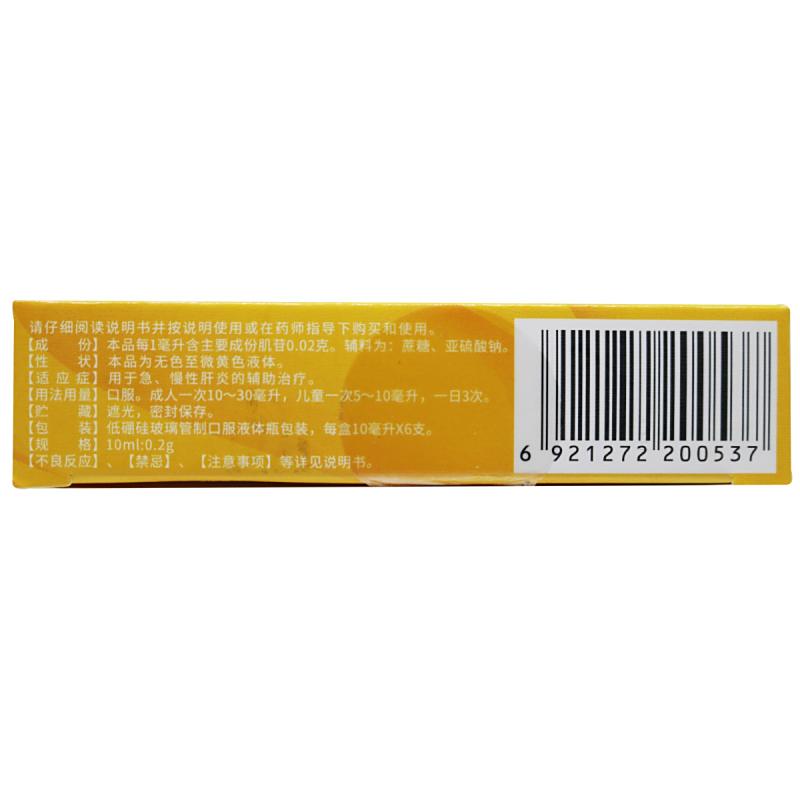 请仔细阅读说明书并按说明使用或在药师指导下购买和使用。
【成 份】本品每1毫升含主要成份肌苷0.02克。辅料为：蔗糖、亚硫酸钠。
【性 状】本品为无色至微黄色液体。
【适 应 症】用于急、慢性肝炎的辅助治疗。
【用法用量】口服。成人一次10～30毫升，儿童一次5～10毫升，一日3次。
【贮 藏】遮光，密封保存。
【包 装】低硼硅玻璃管制口服液体瓶包装，每盒10毫升X6支。
【规 格】10ml:0.2g
【不良反应】、【禁忌】、【注意事项】等详见说明书。
6 921272 200537